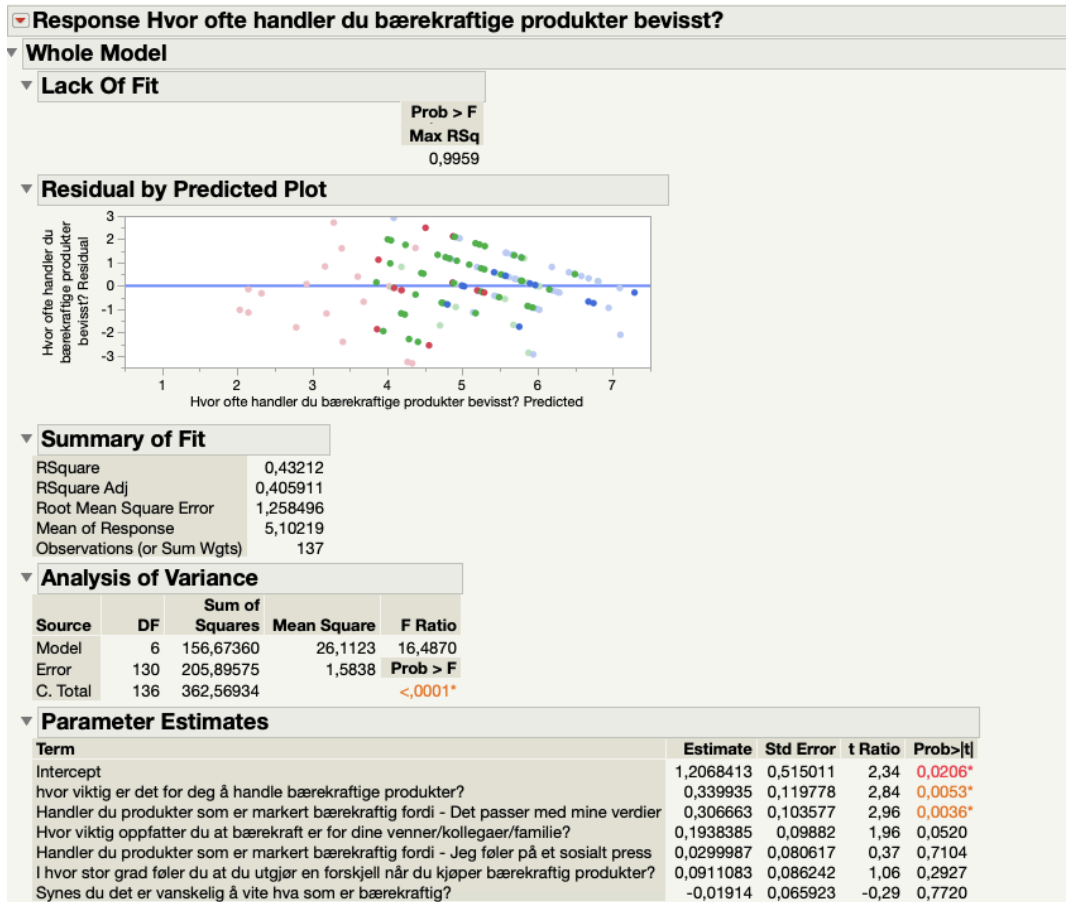 Response Hvor ofte handler du bærekraftige produkter bevisst?
Whole Model
Lack Of Fit
Prob > F
Max RSq
0,9959
Residual by Predicted Plot
Hvor ofte handler du
bærekraftige produkter
bevisst? Residual
3
2
1
0
-1
-2
-3
1 2 3 4 5 6 7
Hvor ofte handler du bærekraftige produkter bevisst? Predicted
Summary of Fit
RSquare 0,43212
RSquare Adj 0,405911
Root Mean Square Error 1,258496
Mean of Response 5,10219
Observations (or Sum Wgts) 137
Analysis of Variance
Sum of
Source DF Squares Mean Square F Ratio
Model 6 156,67360 26,1123 16,4870
Error 130 205,89575 1,5838 Prob > F
C. Total 136 362,56934 <,0001*
Parameter Estimates
Term Estimate Std Error t Ratio Prob>|t|
Intercept 1,2068413 0,515011 2,34 0,0206*
hvor viktig er det for deg å handle bærekraftige produkter? 0,339935 0,119778 2,84 0,0053*
Handler du produkter som er markert bærekraftig fordi - Det passer med mine verdier 0,306663 0,103577 2,96 0,0036*
Hvor viktig oppfatter du at bærekraft er for dine venner/kollegaer/familie? 0,1938385 0,09882 1,96 0,0520
Handler du produkter som er markert bærekraftig fordi - Jeg føler på et sosialt press 0,0299987 0,080617 0,37 0,7104
I hvor stor grad føler du at du utgjør en forskjell når du kjøper bærekraftig produkter? 0,0911083 0,086242 1,06 0,2927
Synes du det er vanskelig å vite hva som er bærekraftig? -0,01914 0,065923 -0,29 0,7720